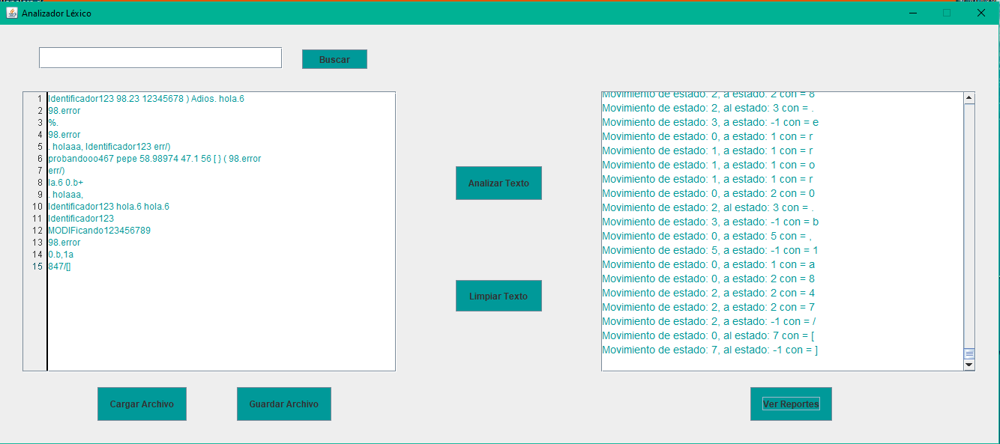 Analizador Léxico
Buscar
1 Identificador123 98.23 12345678 ) Adios. hola.6
2 98.error
3 %.
4 98.error
5 . holaaa, Identificador123 err/)
6 probandooo467 pepe 58.98974 47.1 56 [ } ( 98.error
7 err/)
8 la.6 0.b+
9 . holaaa,
10 Identificador123 hola.6 hola.6
11 Identificador123
12 MODIFicando123456789
13 98.error
14 0.b,1a
15 847/[]
Analizar Texto
Limpiar Texto
Movimiento de estado: 2, a estado: 2 con = 8
Movimiento de estado: 2, al estado: 3 con = .
Movimiento de estado: 3, a estado: -1 con = e
Movimiento de estado: 0, a estado: 1 con = r
Movimiento de estado: 1, a estado: 1 con = r
Movimiento de estado: 1, a estado: 1 con = o
Movimiento de estado: 1, a estado: 1 con = r
Movimiento de estado: 0, a estado: 2 con = 0
Movimiento de estado: 2, al estado: 3 con = .
Movimiento de estado: 3, a estado: -1 con = b
Movimiento de estado: 0, a estado: 5 con = ,
Movimiento de estado: 5, a estado: -1 con = 1
Movimiento de estado: 0, a estado: 1 con = a
Movimiento de estado: 0, a estado: 2 con = 8
Movimiento de estado: 2, a estado: 2 con = 4
Movimiento de estado: 2, a estado: 2 con = 7
Movimiento de estado: 2, a estado: -1 con = /
Movimiento de estado: 0, al estado: 7 con = [
Movimiento de estado: 7, al estado: -1 con = ]
Cargar Archivo
Guardar Archivo
Ver Reportes